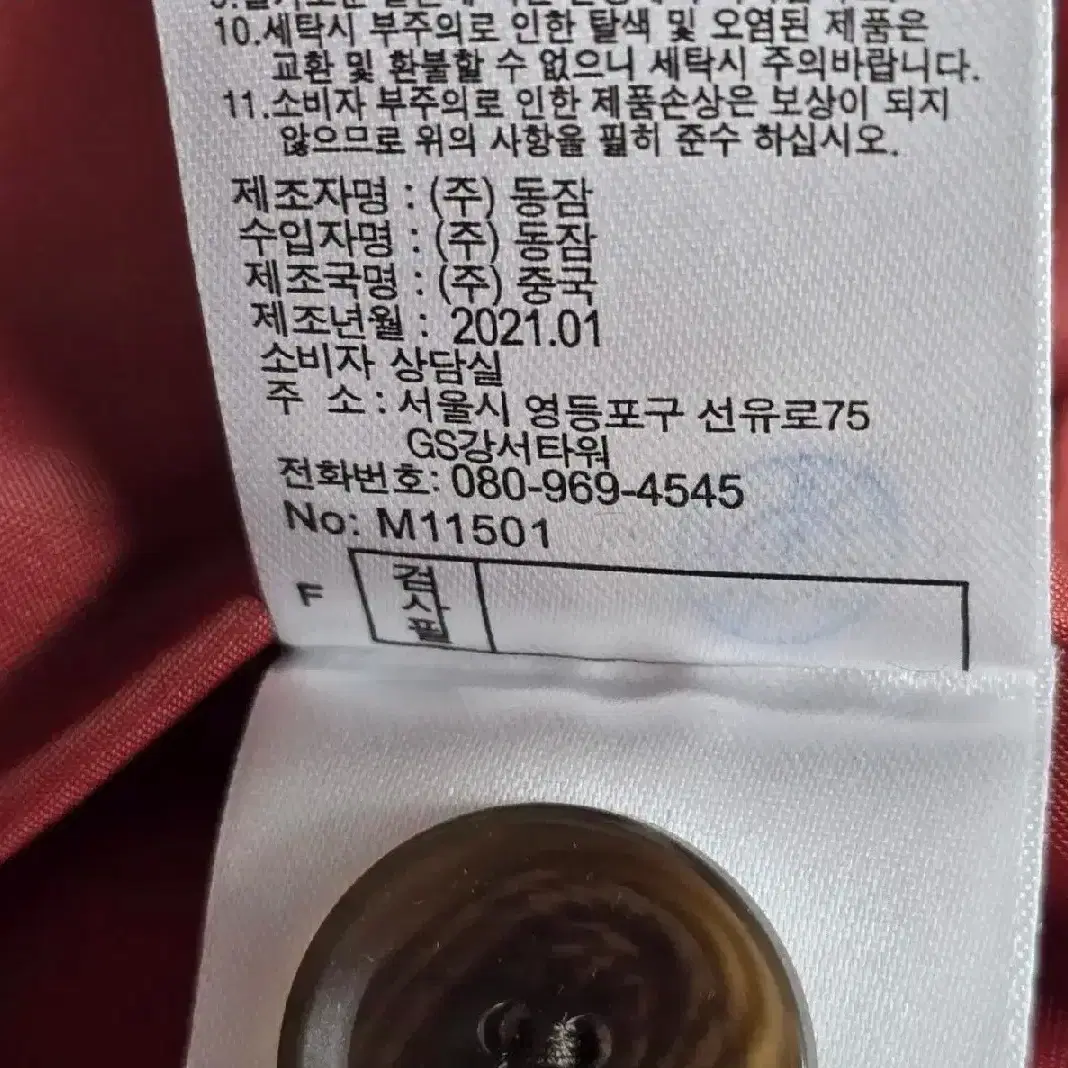 10.세탁시 부주의로 인한 탈색 및 오염된 제품은
교환 및 환불할 수 없으니 세탁시 주의바랍니다.
11.소비자 부주의로 인한 제품손상은 보상이 되지
않으므로 위의 사항을 필히 준수 하십시오.
제조자명 : (주) 동잠
수입자명 : (주) 동잠
제조국명 : (주) 중국
제조년월 : 2021.01
소비자 상담실
주 소 : 서울시 영등포구 선유로75
GS강서타워
전화번호: 080-969-4545
No: M11501
F
검사필